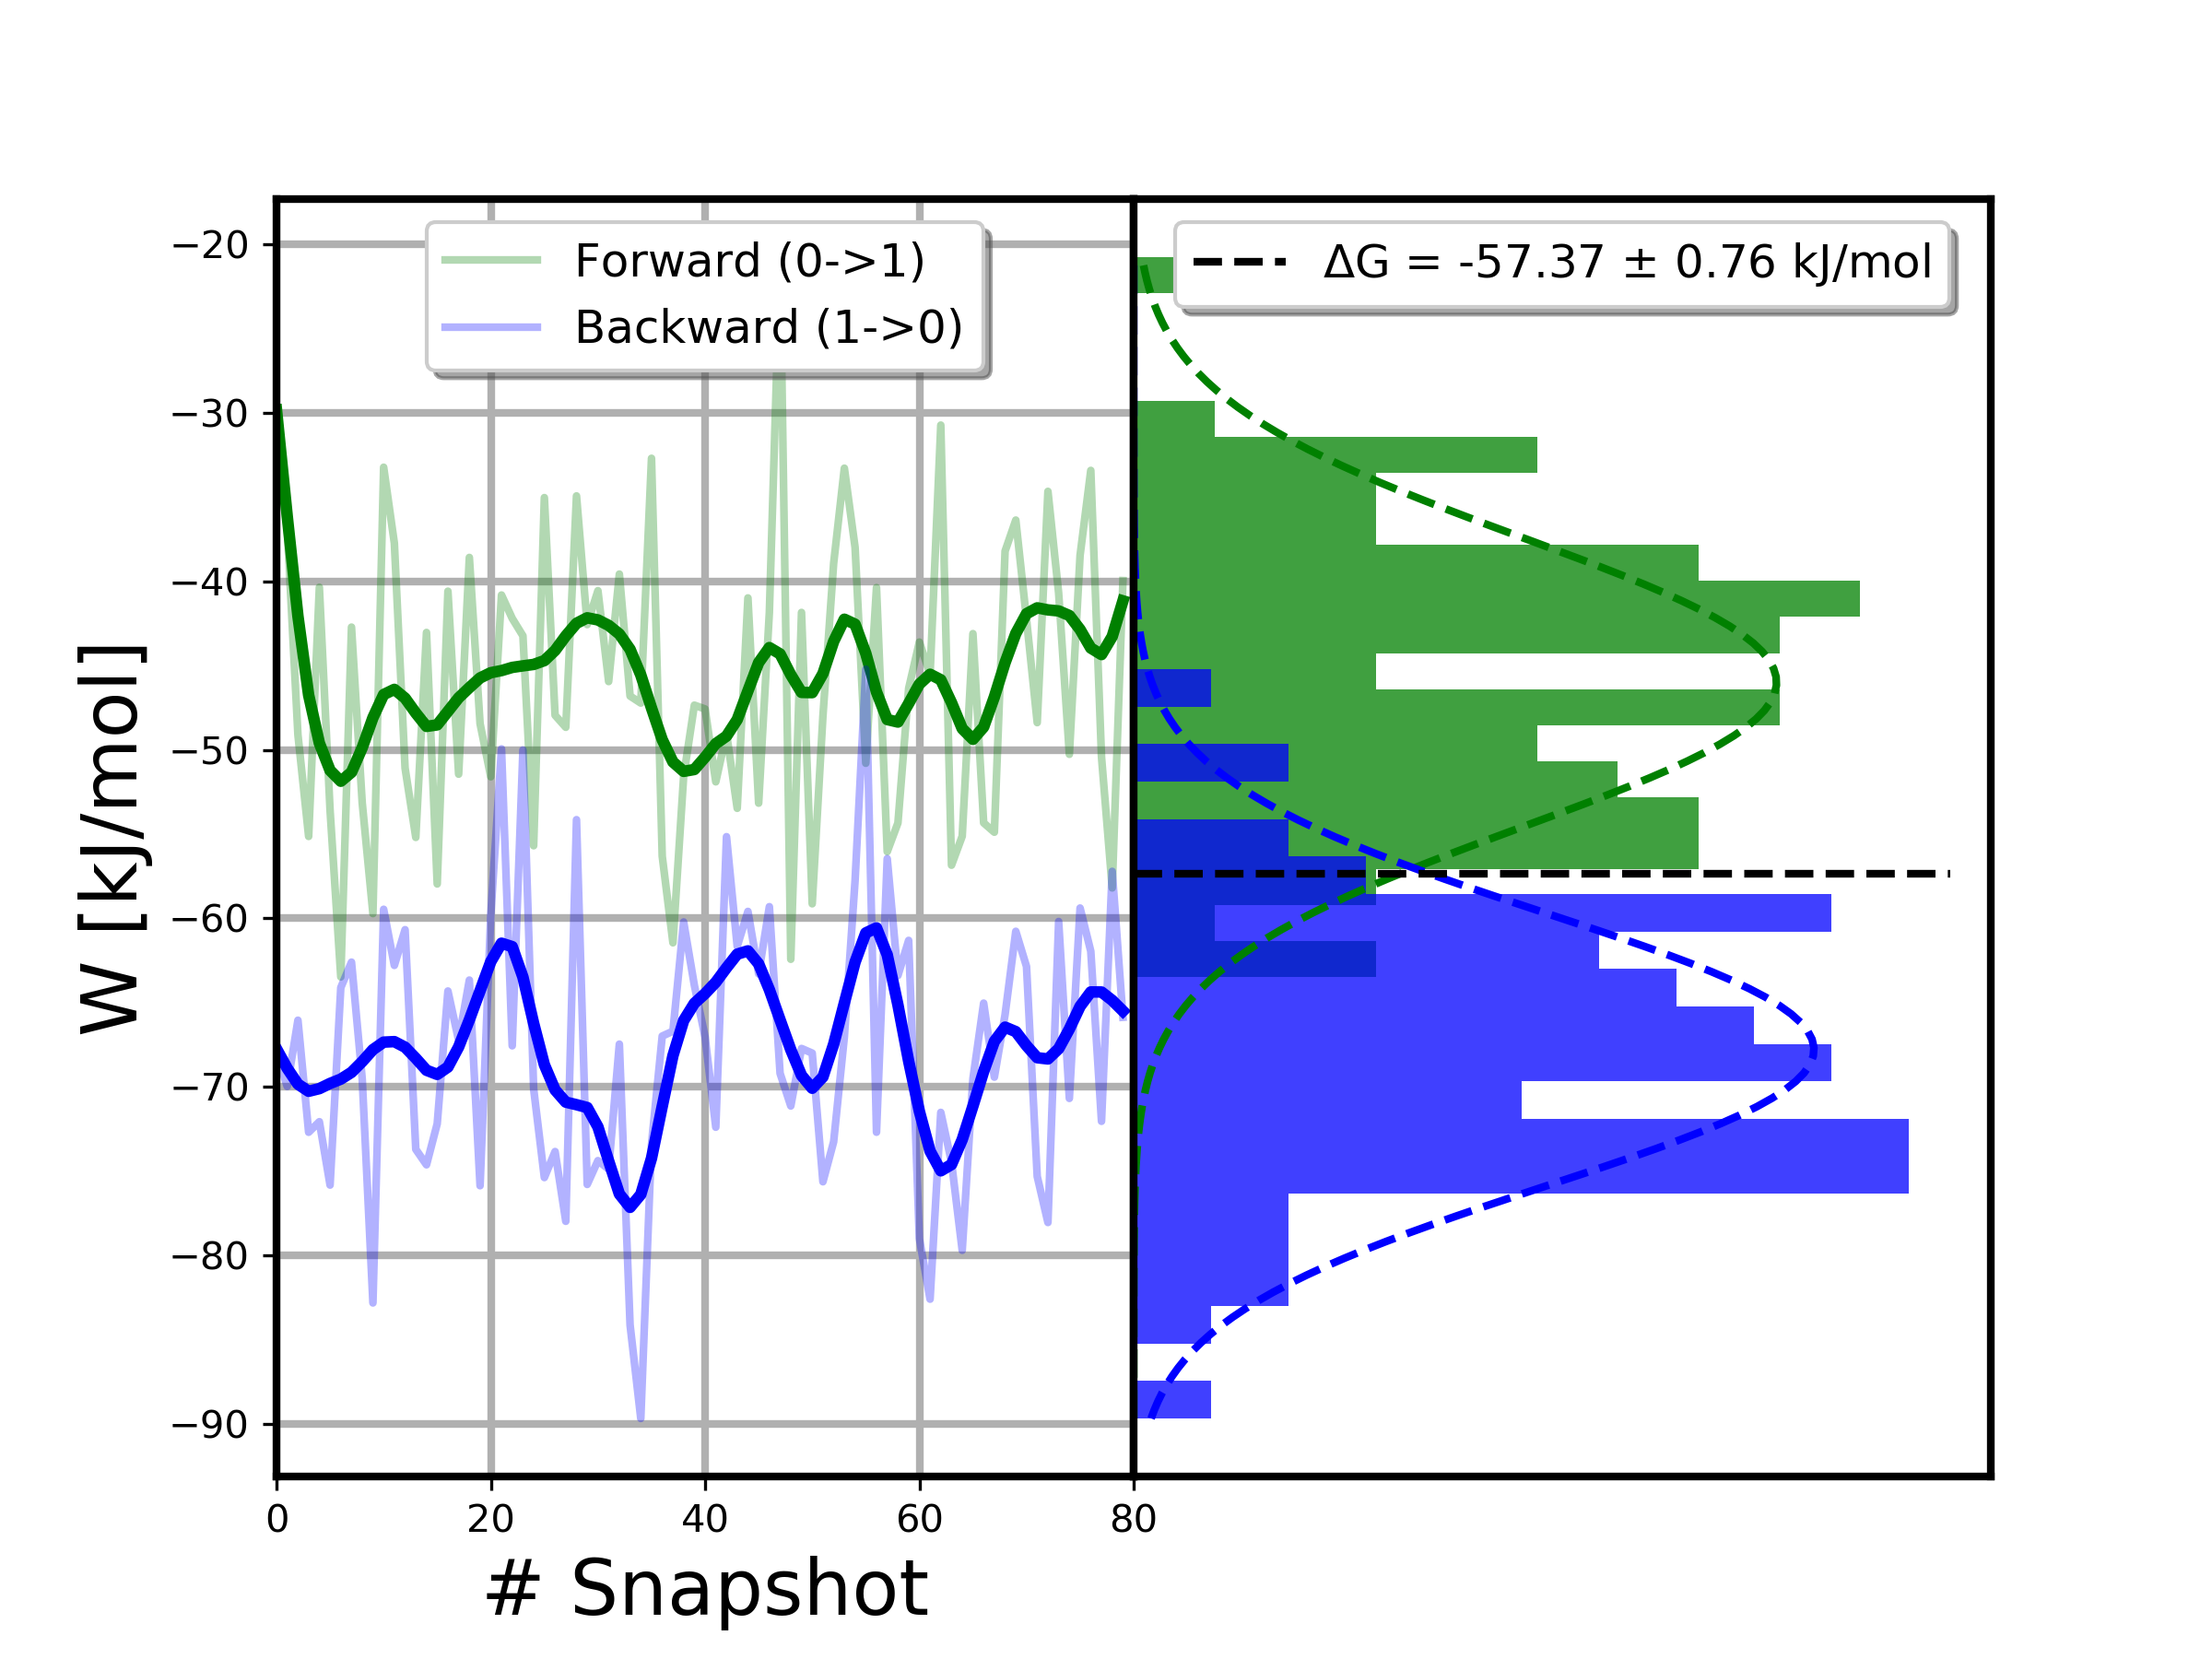 Forward (0->1)
Backward (1->0)
ΔG = -57.37 ± 0.76 kJ/mol
−20
−30
−40
−50
−60
−70
−80
−90
W [kJ/mol]
0 20 40 60 80
# Snapshot